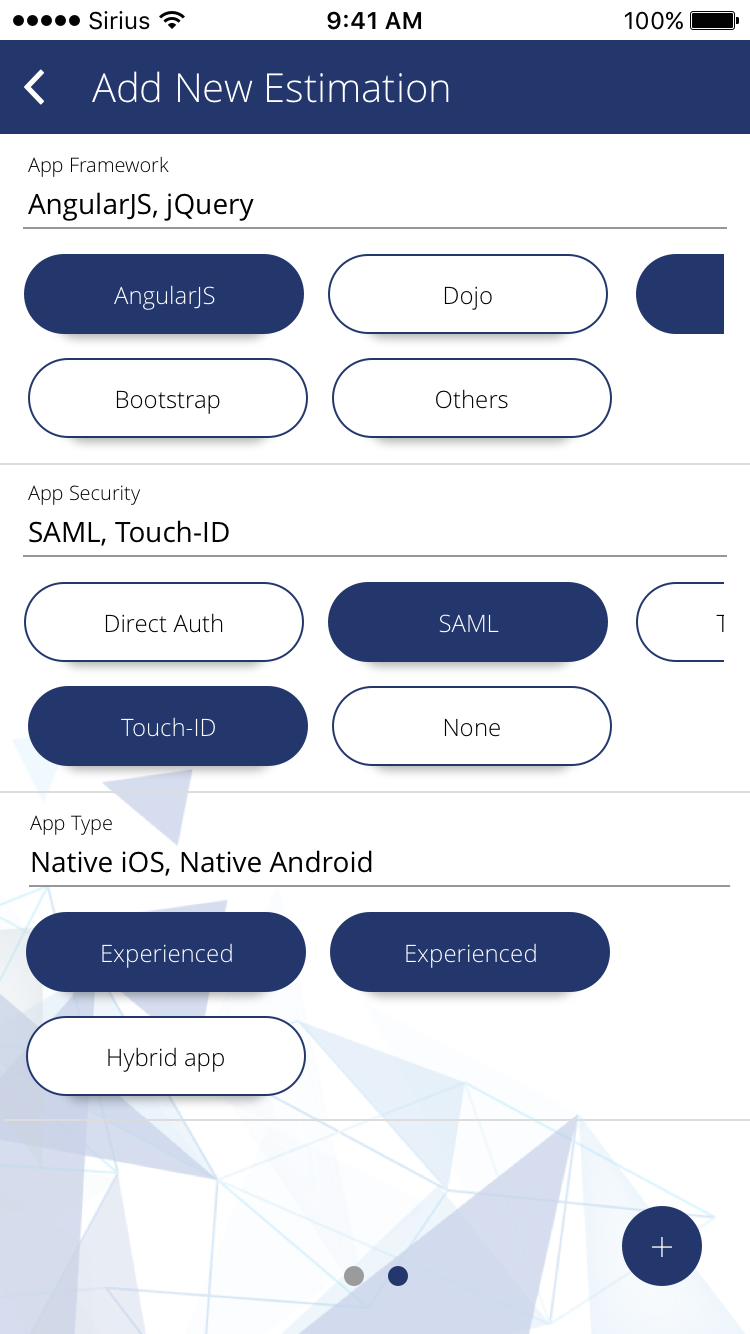 Sirius 9:41 AM 100%
Add New Estimation
App Framework
AngularJS, jQuery
AngularJS Dojo
Bootstrap Others
App Security
SAML, Touch-ID
Direct Auth SAML T
Touch-ID None
App Type
Native iOS, Native Android
Experienced Experienced
Hybrid app
+